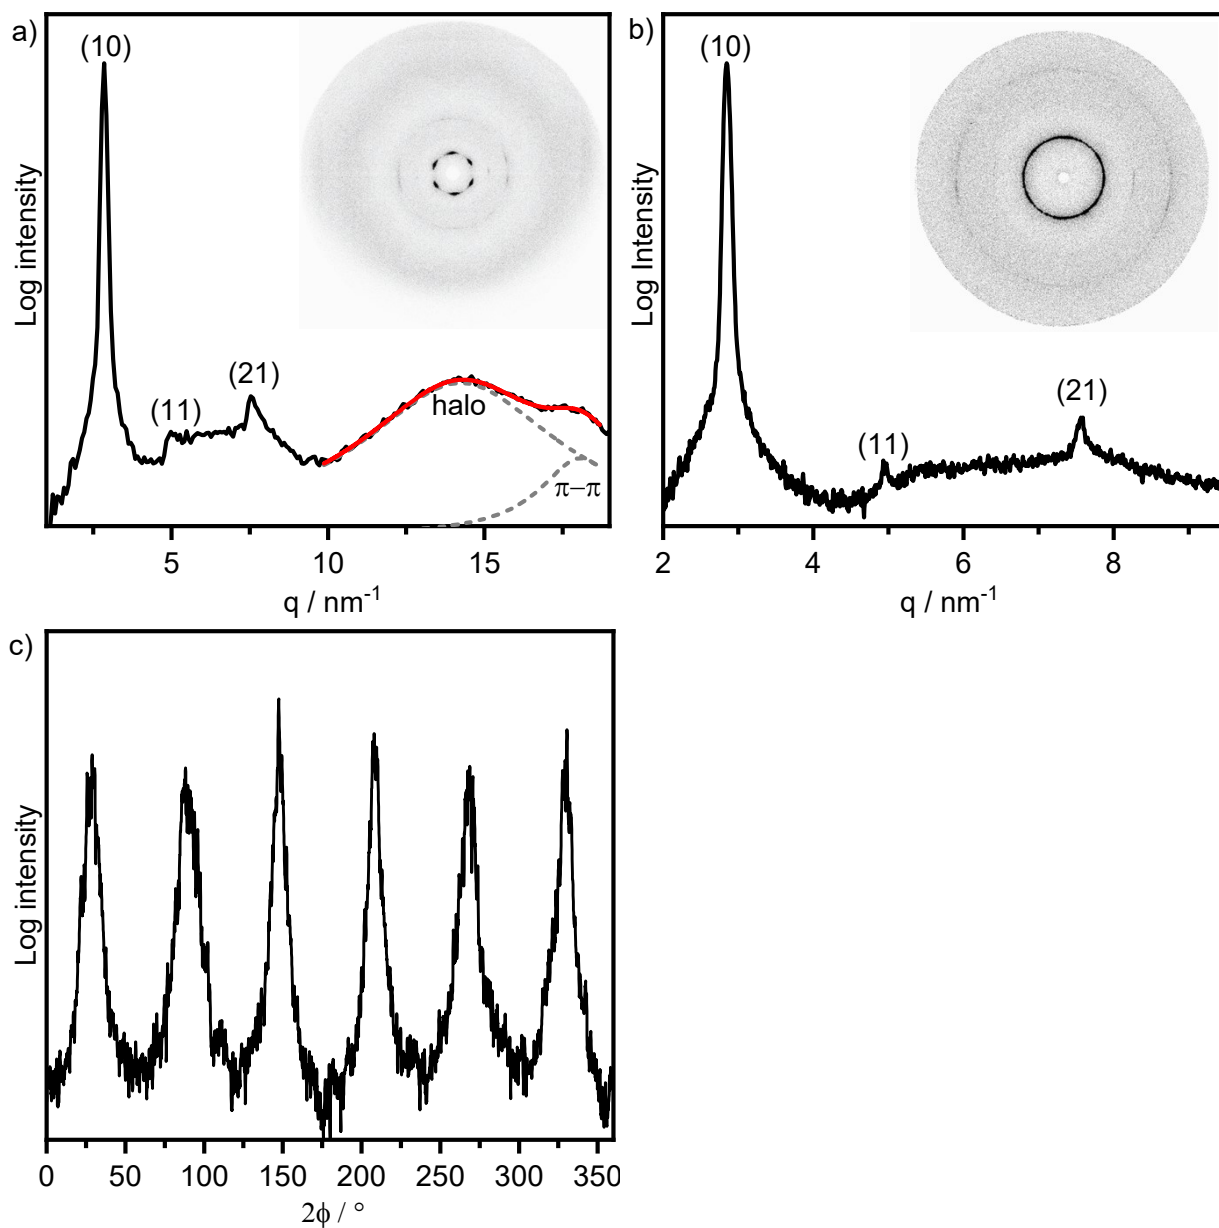 a)
(10)
(11)
(21)
halo
π–π
Log intensity
5 10 15
q / nm⁻¹
b)
(10)
(11)
(21)
Log Intensity
2 4 6 8
q / nm⁻¹
c)
Log intensity
0 50 100 150 200 250 300 350
2ϕ / °